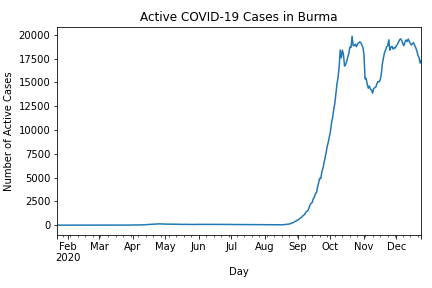 Active COVID-19 Cases in Burma
Number of Active Cases
20000
17500
15000
12500
10000
7500
5000
2500
0
Feb Mar Apr May Jun Jul Aug Sep Oct Nov Dec
2020
Day